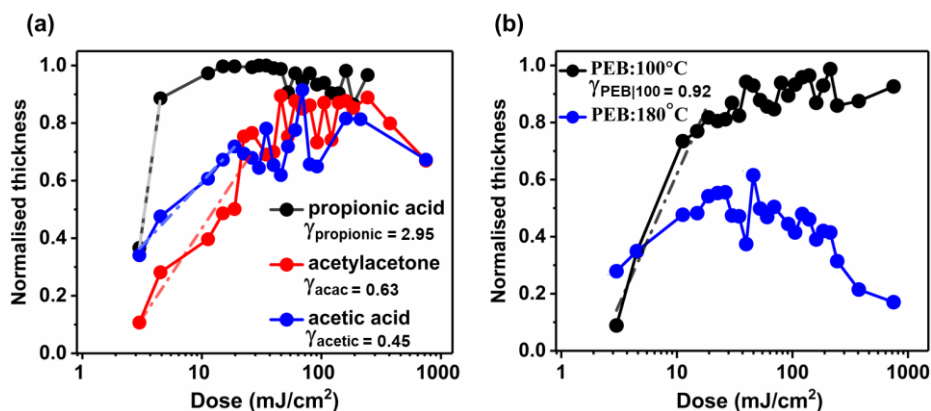 (a)
Normalised thickness
1.0
0.8
0.6
0.4
0.2
0.0
propionic acid
γpropionic = 2.95
acetylacetone
γacac = 0.63
acetic acid
γacetic = 0.45
1 10 100 1000
Dose (mJ/cm²)
(b)
Normalised thickness
1.0
0.8
0.6
0.4
0.2
0.0
PEB:100°C
γPEB|100 = 0.92
PEB:180°C
1 10 100 1000
Dose (mJ/cm²)